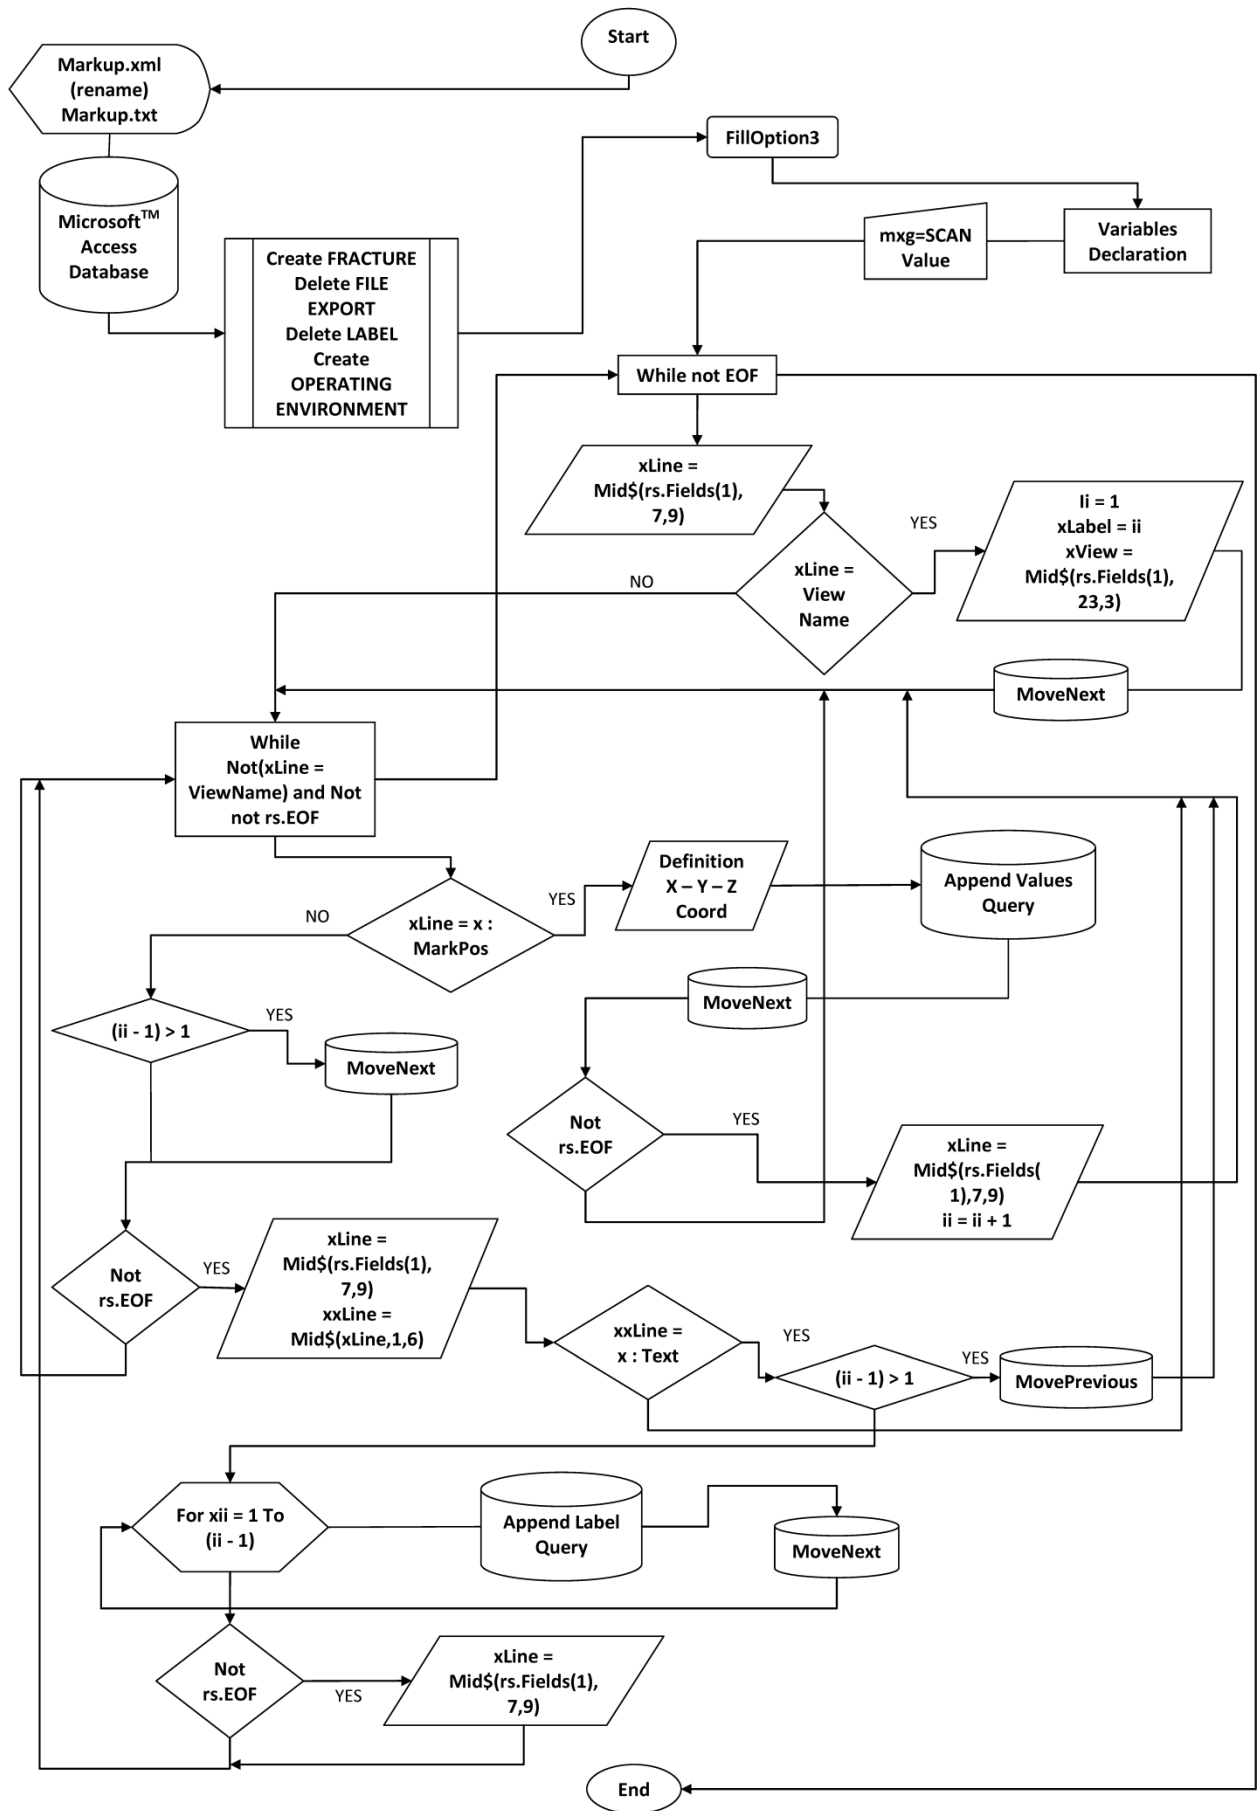 Start
Markup.xml
(rename)
Markup.txt
FillOption3
Microsoft™
Access
Database
mxg=SCAN
Value
Variables
Declaration
Create FRACTURE
Delete FILE
EXPORT
Delete LABEL
Create
OPERATING
ENVIRONMENT
While not EOF
xLine =
Mid$(rs.Fields(1),
7,9)
YES
Ii = 1
xLabel = ii
xView =
Mid$(rs.Fields(1),
23,3)
NO
xLine =
View
Name
MoveNext
While
Not(xLine =
ViewName) and Not
not rs.EOF
Definition
X – Y – Z
Coord
Append Values
Query
YES
NO
xLine = x :
MarkPos
MoveNext
YES
(ii - 1) > 1
MoveNext
Not
rs.EOF
YES
xLine =
Mid$(rs.Fields(
1),7,9)
ii = ii + 1
Not
rs.EOF
YES
xLine =
Mid$(rs.Fields(1),
7,9)
xxLine =
Mid$(xLine,1,6)
xxLine =
x : Text
YES
(ii - 1) > 1
YES
MovePrevious
For xii = 1 To
(ii - 1)
Append Label
Query
MoveNext
Not
rs.EOF
YES
xLine =
Mid$(rs.Fields(1),
7,9)
End